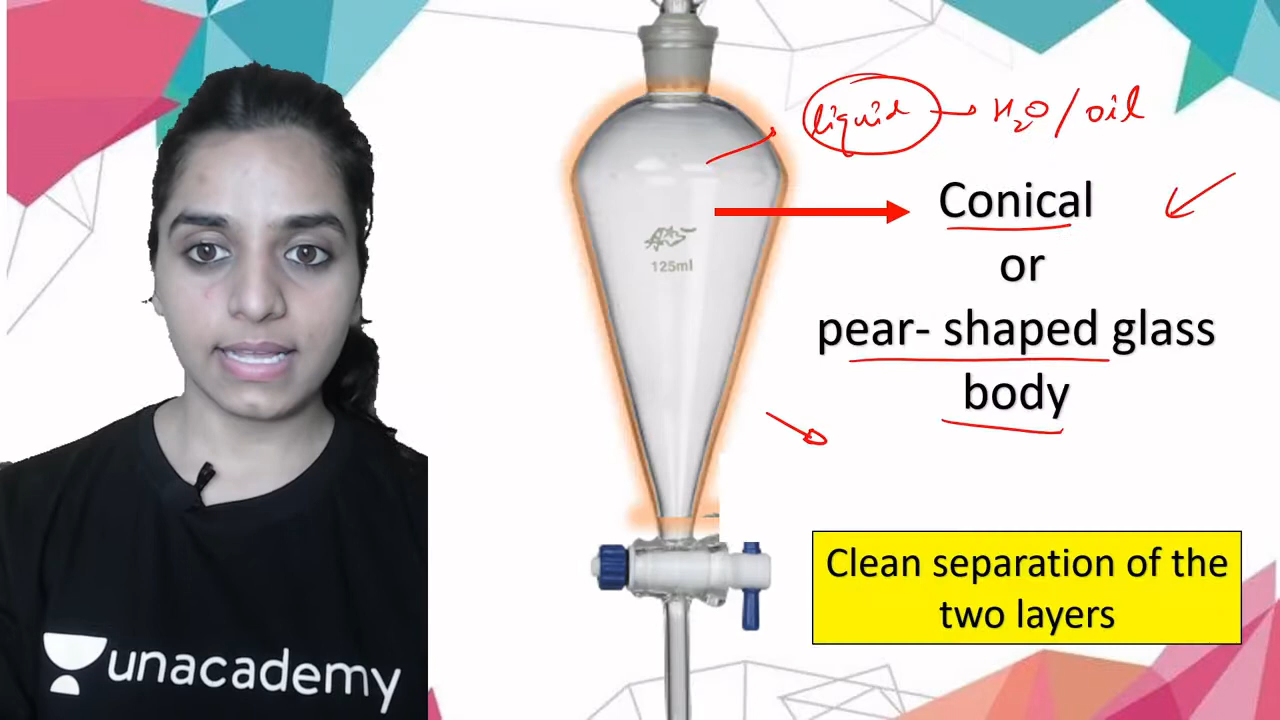 liquid → H₂O / oil
Conical
or
pear- shaped glass
body
125ml
Clean separation of the
two layers
unacademy